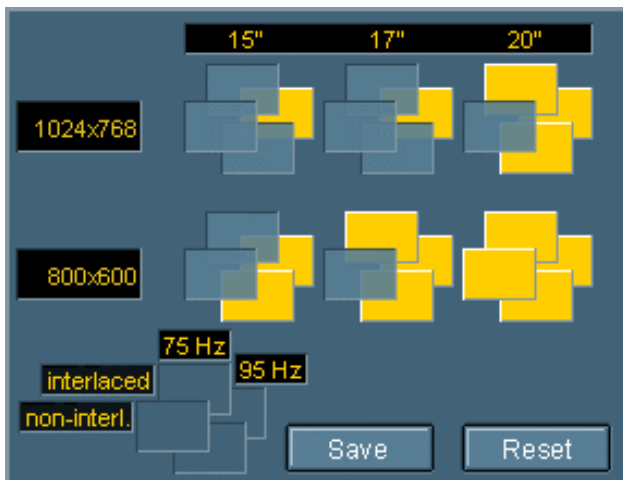 15" 17" 20"
1024x768
800x600
75 Hz
95 Hz
interlaced
non-interl.
Save Reset